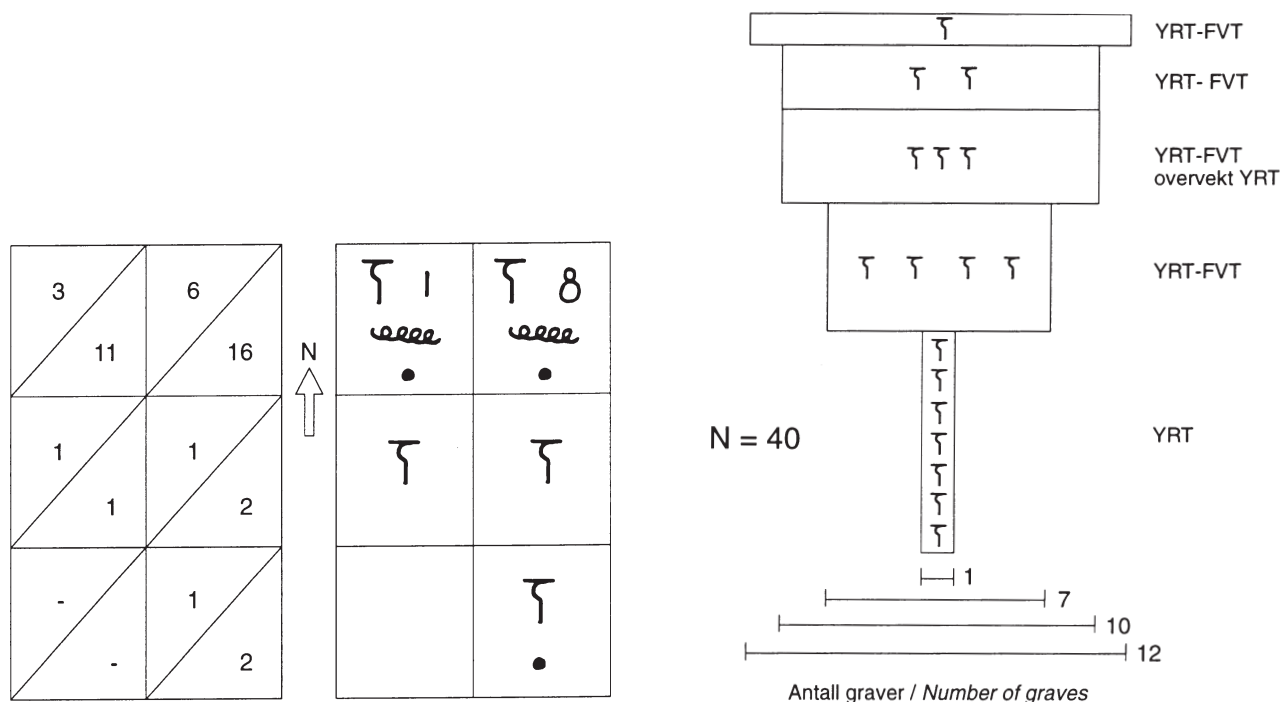 3
6
11
16
1
1
1
2
-
1
-
2
N
1
8
YRT-FVT
YRT- FVT
YRT-FVT
overvekt YRT
YRT-FVT
YRT
N = 40
1
7
10
12
Antall graver / Number of graves